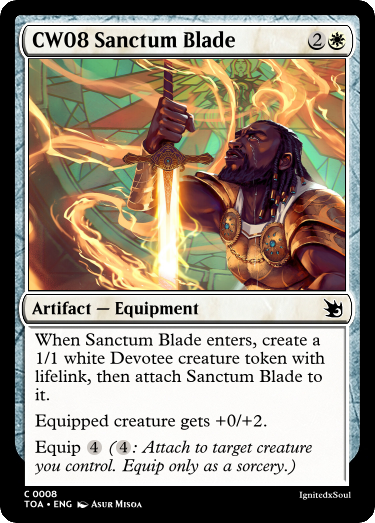 CW08 Sanctum Blade 2
Artifact — Equipment
When Sanctum Blade enters, create a
1/1 white Devotee creature token with
lifelink, then attach Sanctum Blade to
it.
Equipped creature gets +0/+2.
Equip 4 (4: Attach to target creature
you control. Equip only as a sorcery.)
C 0008
TOA • ENG Asur Misoa
IgnitedxSoul